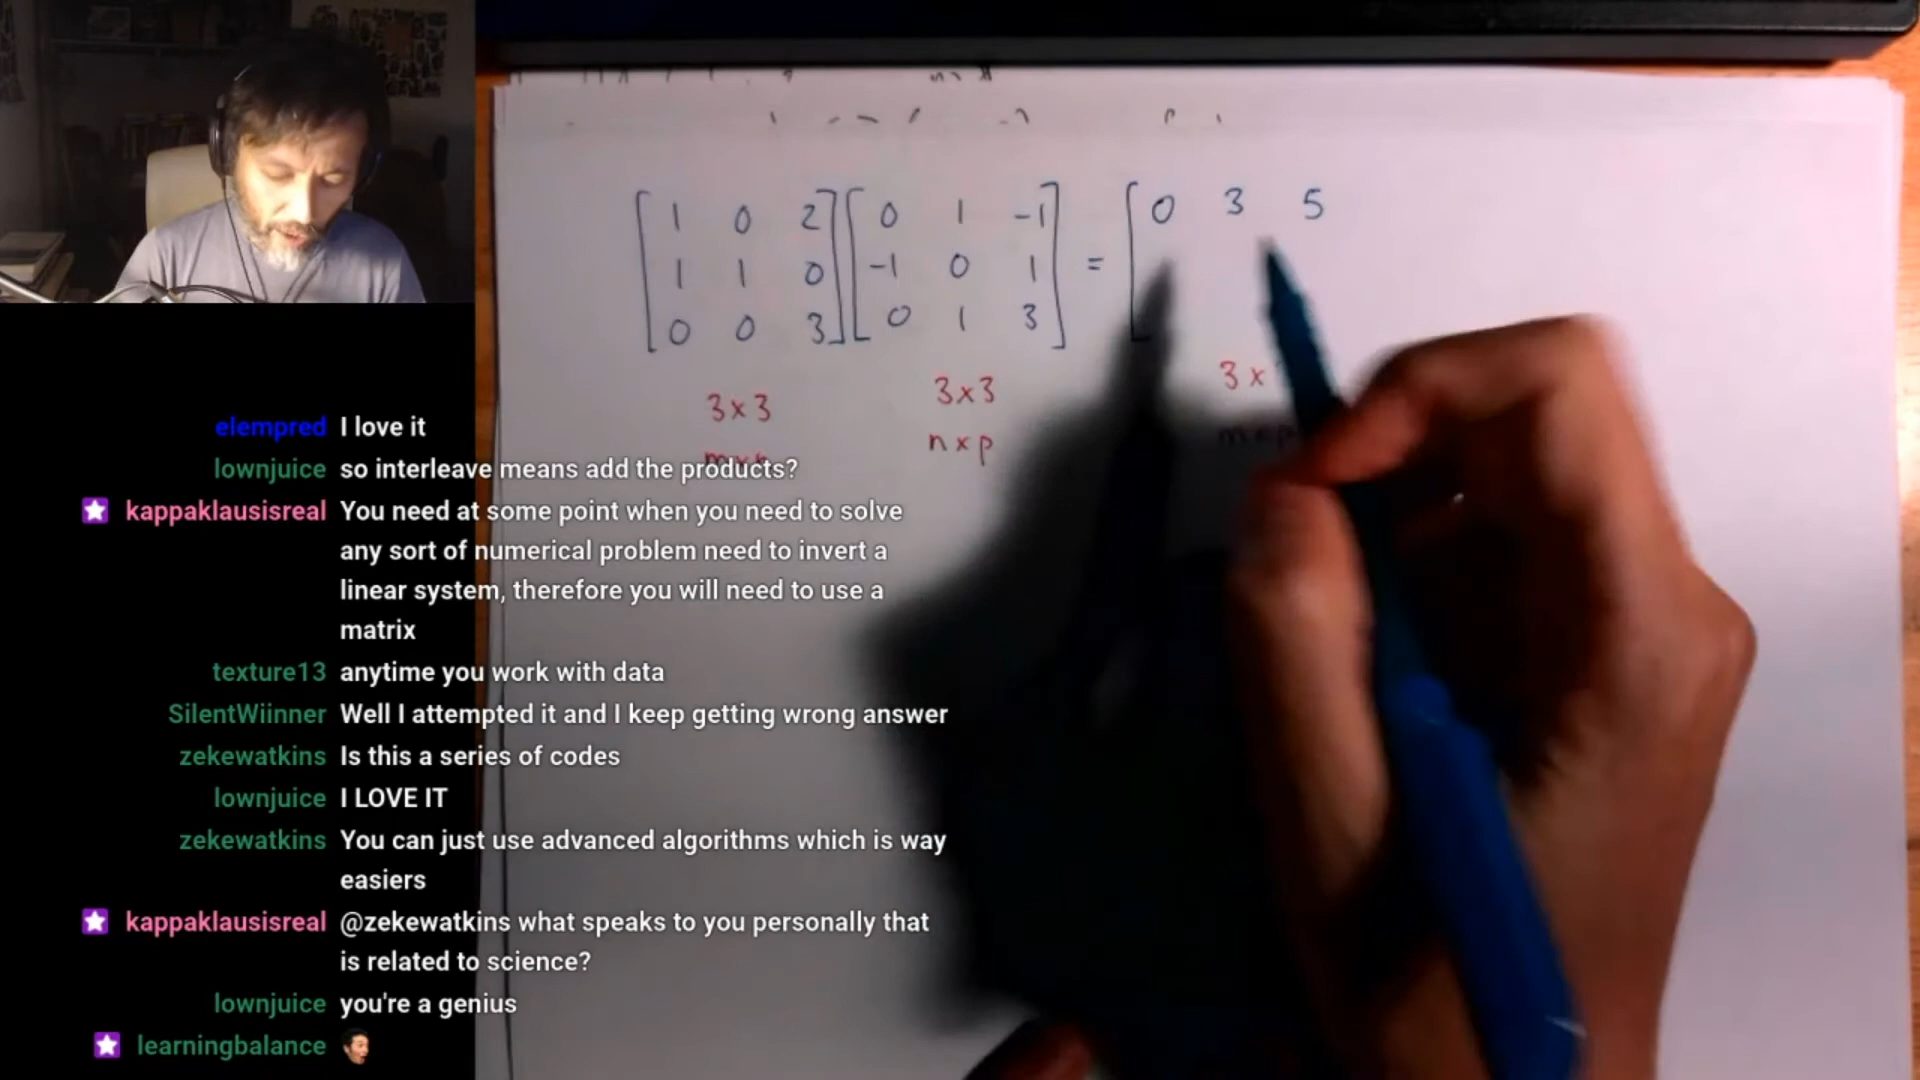 [ 1 0 2 ] [ 0 1 -1 ] = [ 0 3 5
1 1 0 -1 0 1
0 0 3 0 1 3
3x3 3x3 3x
mxn nxp mxp
elempred I love it
lownjuice so interleave means add the products?
kappaklausisreal You need at some point when you need to solve
any sort of numerical problem need to invert a
linear system, therefore you will need to use a
matrix
texture13 anytime you work with data
SilentWiinner Well I attempted it and I keep getting wrong answer
zekewatkins Is this a series of codes
lownjuice I LOVE IT
zekewatkins You can just use advanced algorithms which is way
easiers
kappaklausisreal @zekewatkins what speaks to you personally that
is related to science?
lownjuice you're a genius
learningbalance